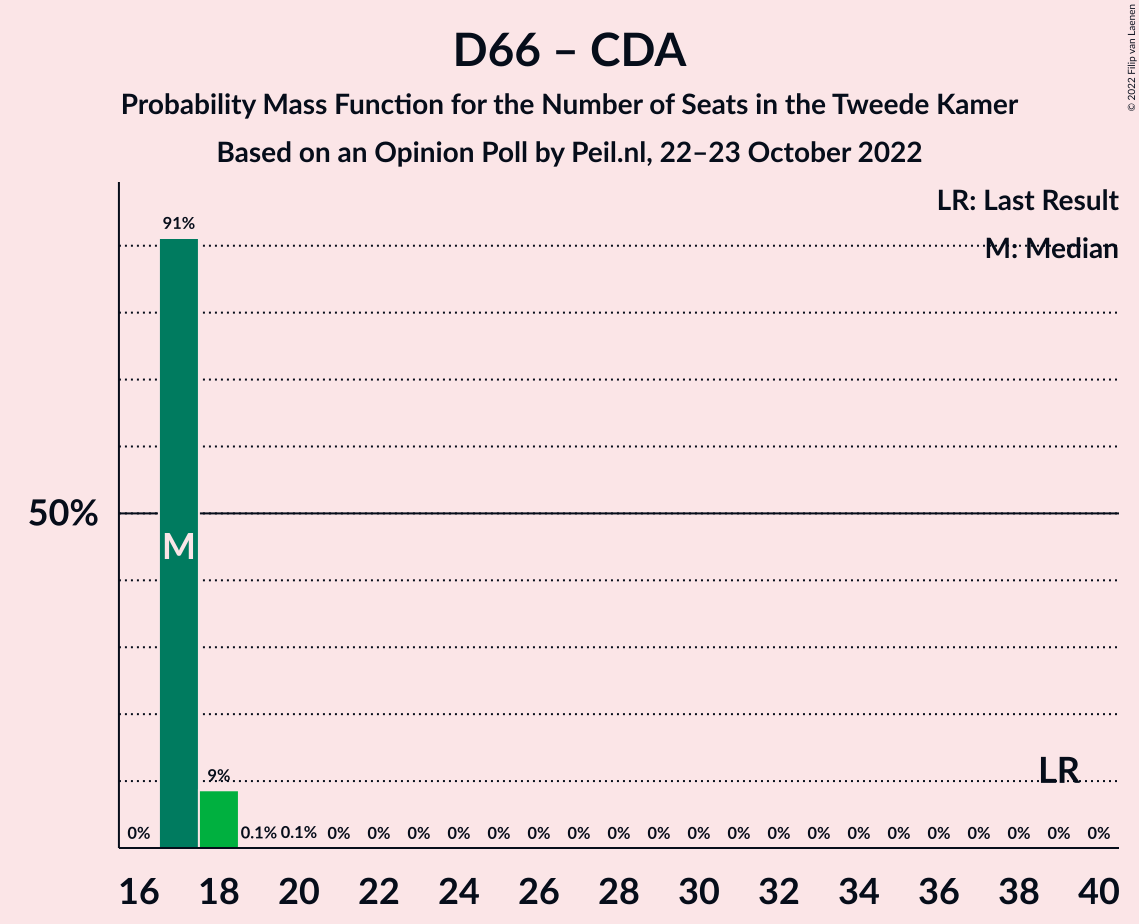 D66 – CDA
Probability Mass Function for the Number of Seats in the Tweede Kamer
Based on an Opinion Poll by Peil.nl, 22–23 October 2022
© 2022 Filip van Laenen
LR: Last Result
M: Median
91%
50%
M
LR
9%
0% 0.1% 0.1% 0% 0% 0% 0% 0% 0% 0% 0% 0% 0% 0% 0% 0% 0% 0% 0% 0% 0% 0% 0%
16 18 20 22 24 26 28 30 32 34 36 38 40